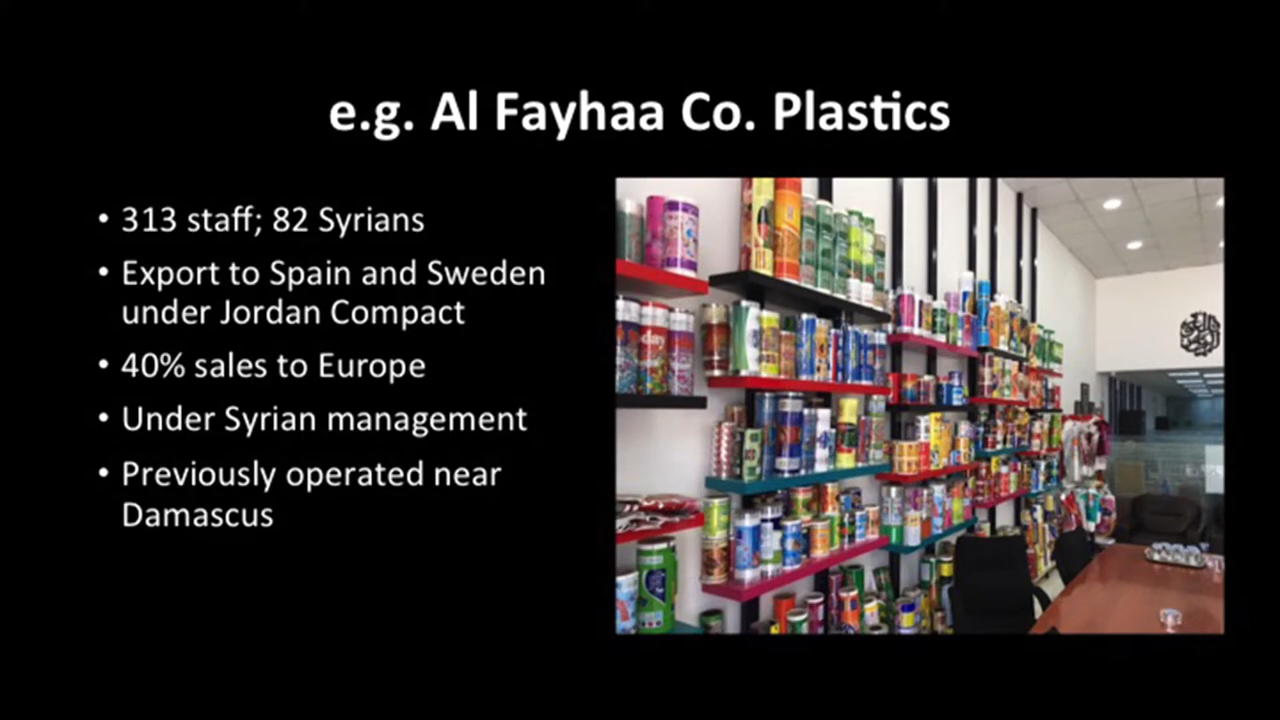 e.g. Al Fayhaa Co. Plastics
• 313 staff; 82 Syrians
• Export to Spain and Sweden
under Jordan Compact
• 40% sales to Europe
• Under Syrian management
• Previously operated near
Damascus